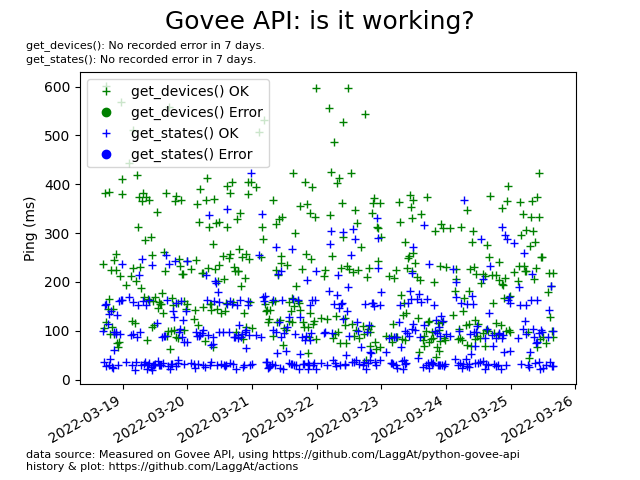 Govee API: is it working?
get_devices(): No recorded error in 7 days.
get_states(): No recorded error in 7 days.
get_devices() OK
get_devices() Error
get_states() OK
get_states() Error
Ping (ms)
600
500
400
300
200
100
0
2022-03-19
2022-03-20
2022-03-21
2022-03-22
2022-03-23
2022-03-24
2022-03-25
2022-03-26
data source: Measured on Govee API, using https://github.com/LaggAt/python-govee-api
history & plot: https://github.com/LaggAt/actions